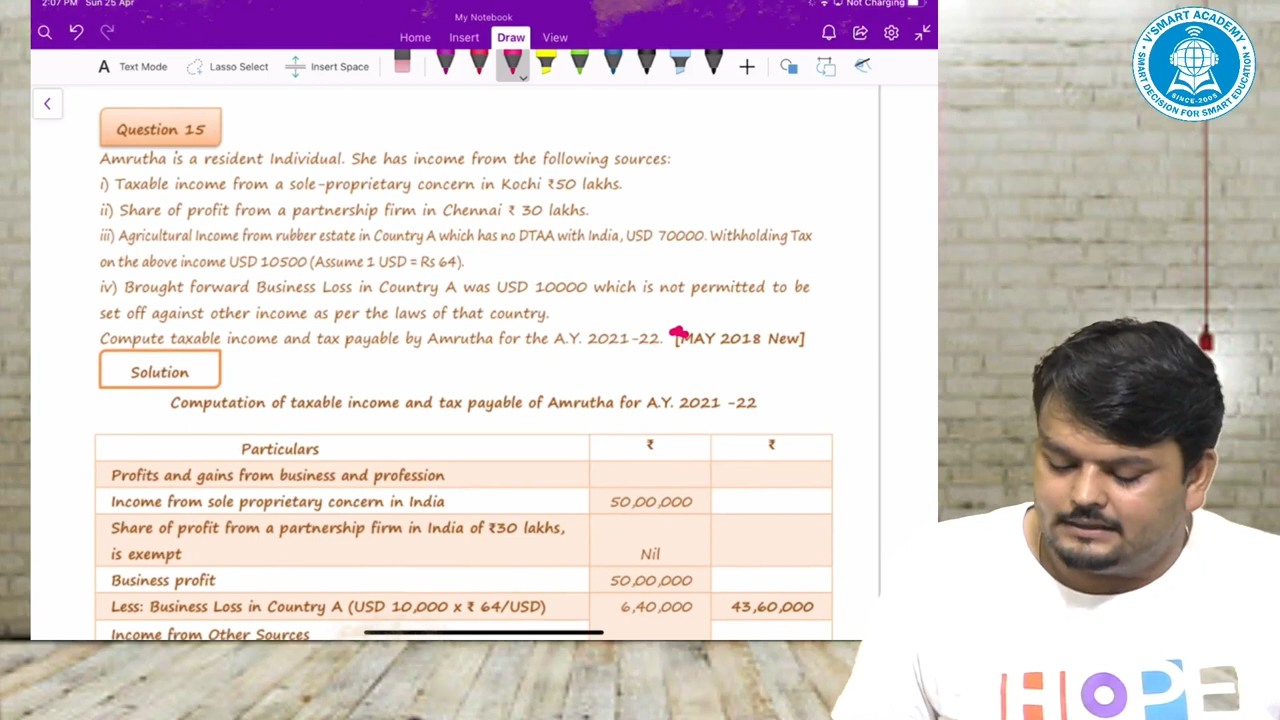 2:07 PM Sun 25 Apr
Not Charging
My Notebook
Home Insert Draw View
Text Mode Lasso Select Insert Space
V'SMART ACADEMY
SINCE-2005
SMART DECISION FOR SMART EDUCATION
Question 15
Amrutha is a resident Individual. She has income from the following sources:
i) Taxable income from a sole-proprietary concern in Kochi ₹50 lakhs.
ii) Share of profit from a partnership firm in Chennai ₹ 30 lakhs.
iii) Agricultural Income from rubber estate in Country A which has no DTAA with India, USD 70000. Withholding Tax
on the above income USD 10500 (Assume 1 USD = Rs 64).
iv) Brought forward Business Loss in Country A was USD 10000 which is not permitted to be
set off against other income as per the laws of that country.
Compute taxable income and tax payable by Amrutha for the A.Y. 2021-22. [MAY 2018 New]
Solution
Computation of taxable income and tax payable of Amrutha for A.Y. 2021 -22
Particulars ₹ ₹
Profits and gains from business and profession
Income from sole proprietary concern in India 50,00,000
Share of profit from a partnership firm in India of ₹30 lakhs,
is exempt Nil
Business profit 50,00,000
Less: Business Loss in Country A (USD 10,000 x ₹ 64/USD) 6,40,000 43,60,000
Income from Other Sources
HOPE